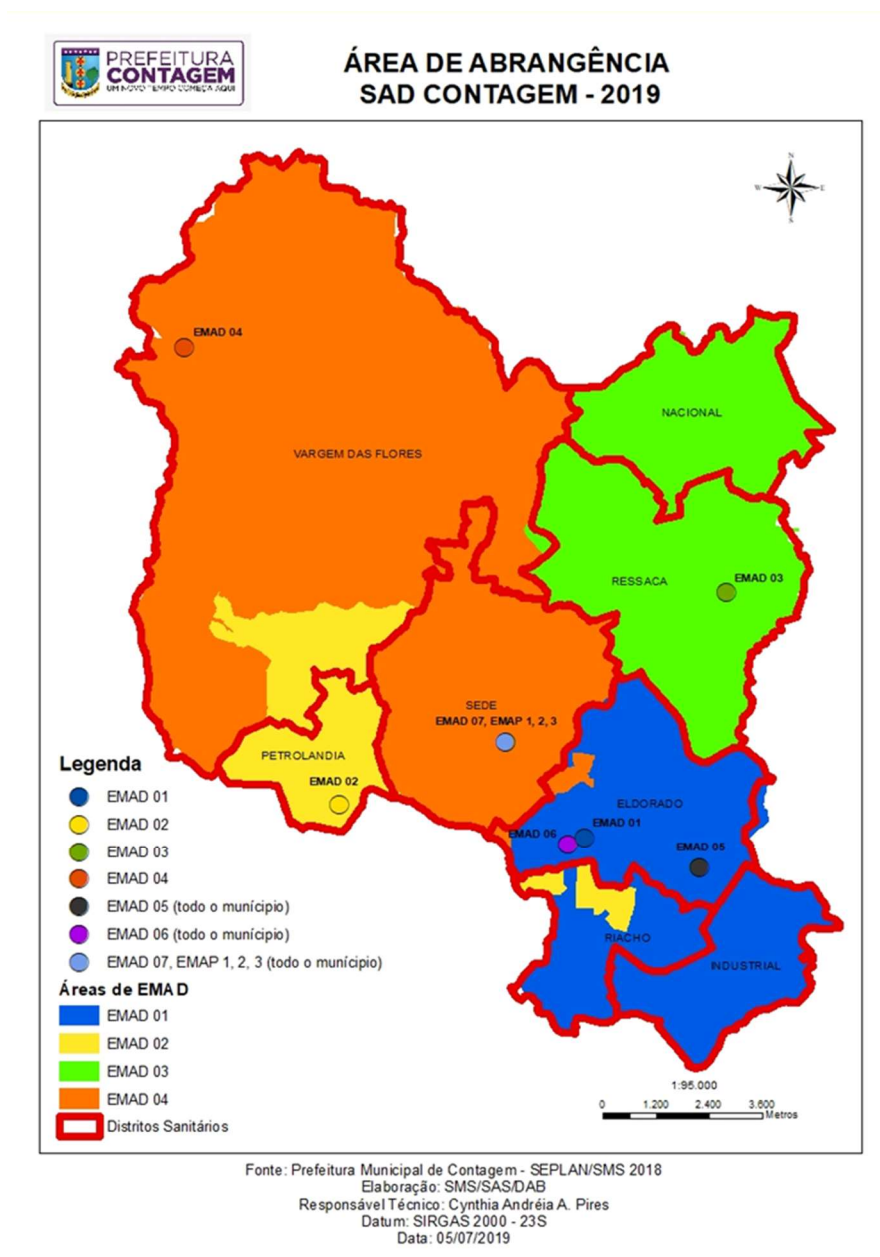 PREFEITURA
CONTAGEM
UM NOVO TEMPO COMEÇA AQUI
ÁREA DE ABRANGÊNCIA
SAD CONTAGEM - 2019
N
W
E
S
EMAD 04
NACIONAL
VARGEM DAS FLORES
RESSACA
EMAD 03
SEDE
EMAD 07, EMAP 1, 2, 3
PETROLANDIA
EMAD 02
ELDORADO
EMAD 06
EMAD 01
EMAD 05
RIACHO
INDUSTRIAL
Legenda
EMAD 01
EMAD 02
EMAD 03
EMAD 04
EMAD 05 (todo o munícipio)
EMAD 06 (todo o munícipio)
EMAD 07, EMAP 1, 2, 3 (todo o munícipio)
Áreas de EMAD
EMAD 01
EMAD 02
EMAD 03
EMAD 04
Distritos Sanitários
1:95.000
0 1.200 2.400 3.600
Metros
Fonte: Prefeitura Municipal de Contagem - SEPLAN/SMS 2018
Elaboração: SMS/SAS/DAB
Responsável Técnico: Cynthia Andréia A. Pires
Datum: SIRGAS 2000 - 23S
Data: 05/07/2019